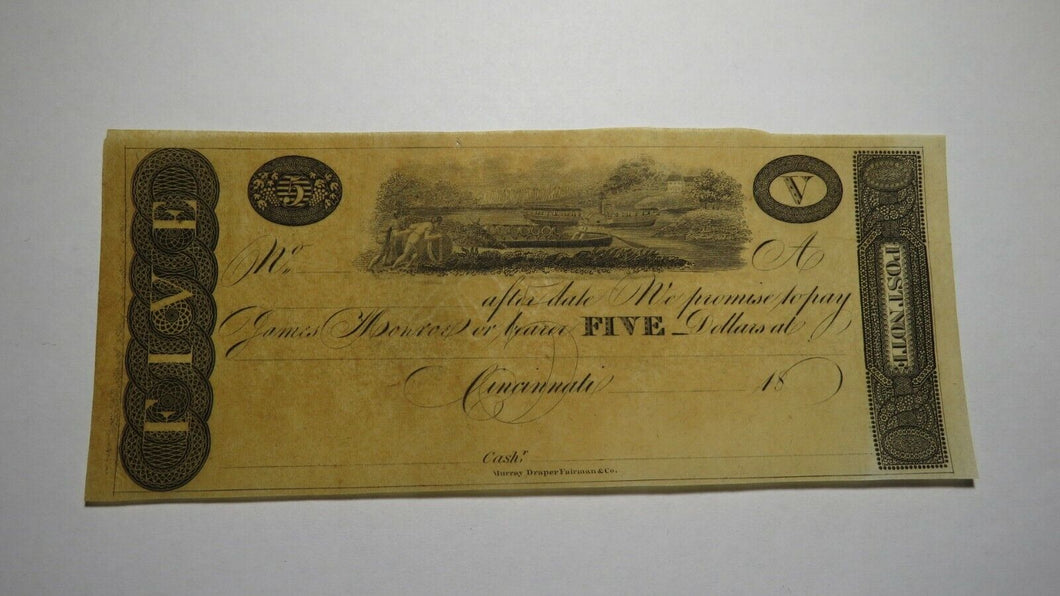 FIVE
5
V
No. A
after date We promise to pay
James Monroe or bearer FIVE Dollars at
Cincinnati 18
Cashr.
Murray Draper Fairman & Co.
POST NOTE